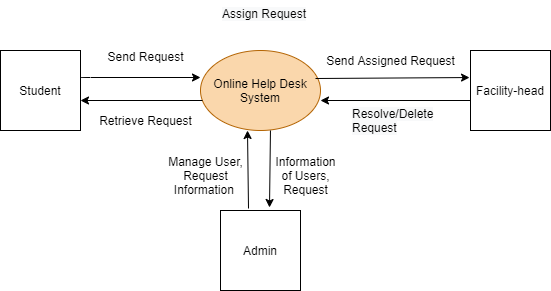 Assign Request
Send Request
Send Assigned Request
Student
Online Help Desk
System
Facility-head
Retrieve Request
Resolve/Delete
Request
Manage User,
Request
Information
Information
of Users,
Request
Admin